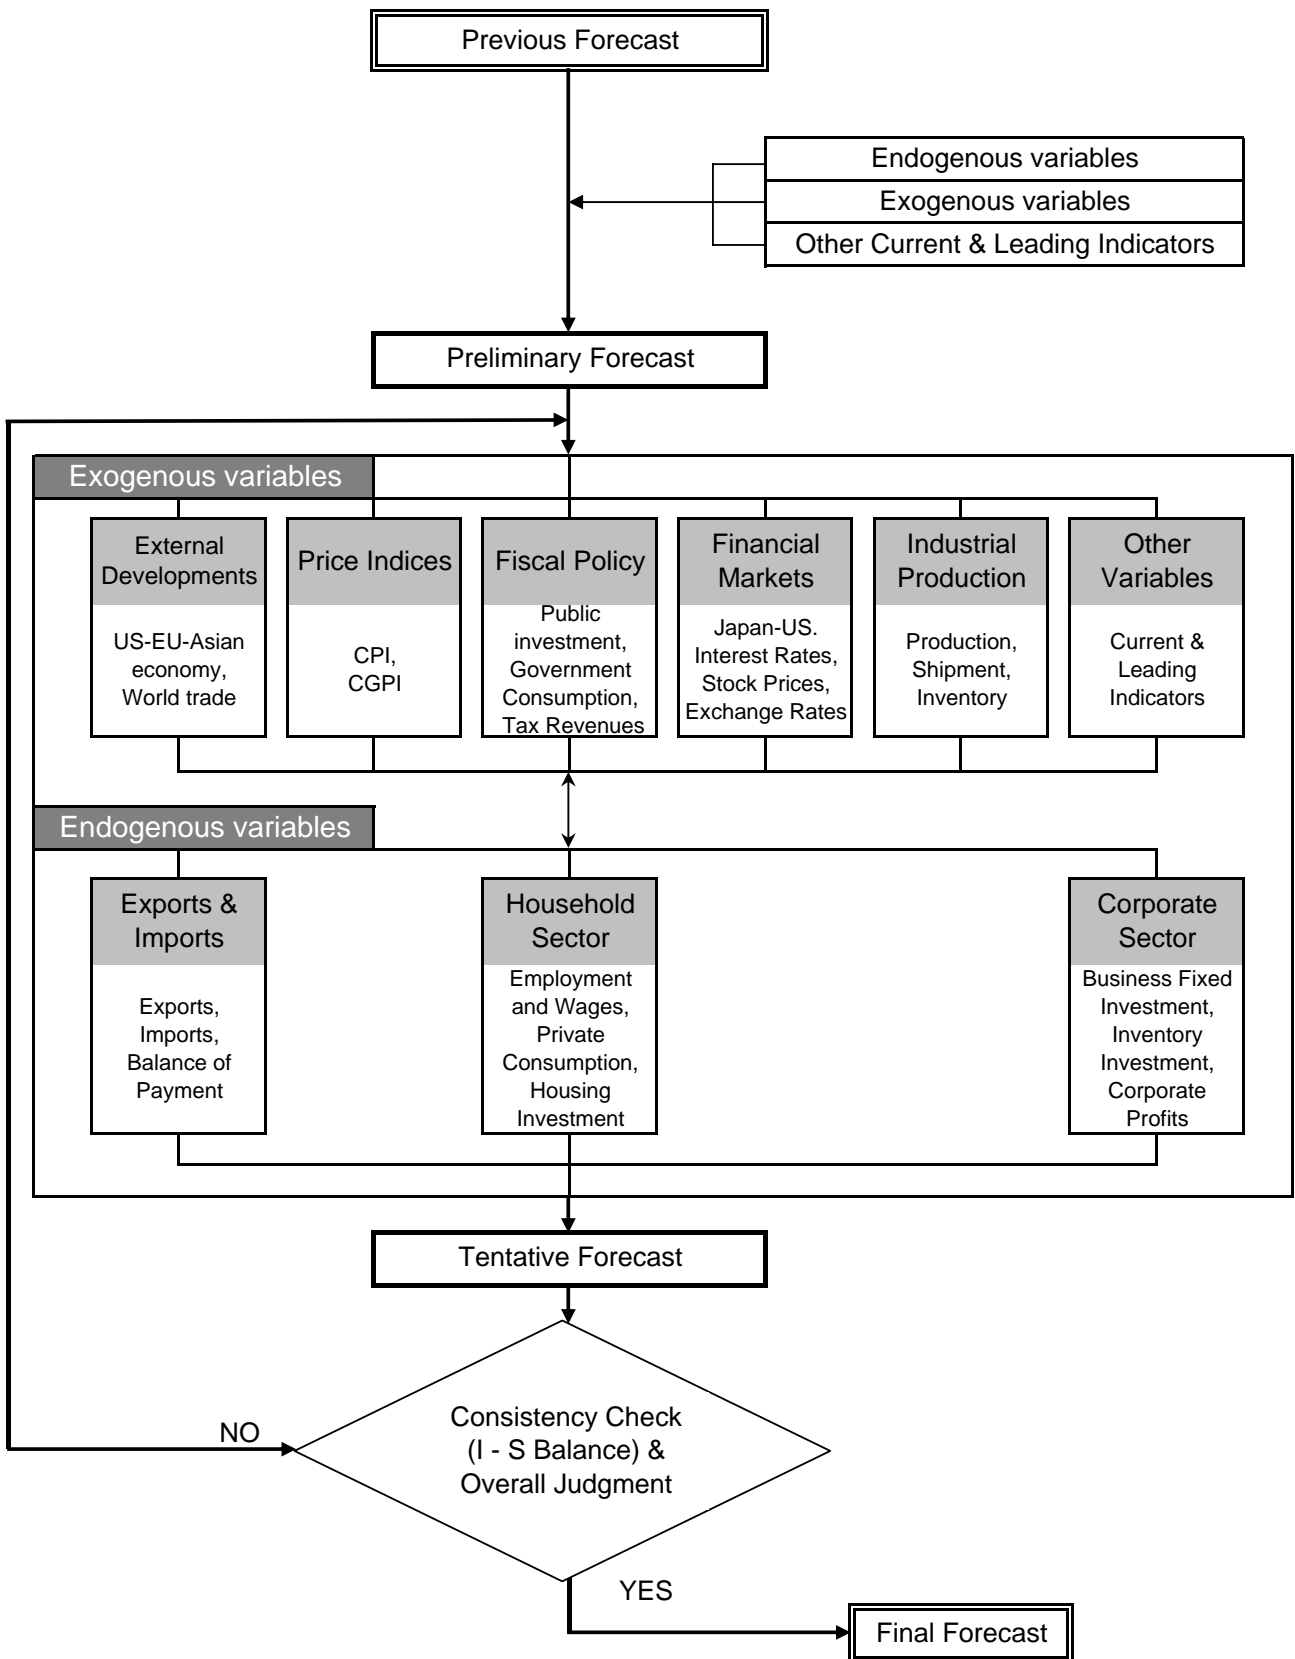 Previous Forecast
Endogenous variables
Exogenous variables
Other Current & Leading Indicators
Preliminary Forecast
Exogenous variables
External
Developments
US-EU-Asian
economy,
World trade
Price Indices
CPI,
CGPI
Fiscal Policy
Public
investment,
Government
Consumption,
Tax Revenues
Financial
Markets
Japan-US.
Interest Rates,
Stock Prices,
Exchange Rates
Industrial
Production
Production,
Shipment,
Inventory
Other
Variables
Current &
Leading
Indicators
Endogenous variables
Exports &
Imports
Exports,
Imports,
Balance of
Payment
Household
Sector
Employment
and Wages,
Private
Consumption,
Housing
Investment
Corporate
Sector
Business Fixed
Investment,
Inventory
Investment,
Corporate
Profits
Tentative Forecast
Consistency Check
(I - S Balance) &
Overall Judgment
NO
YES
Final Forecast